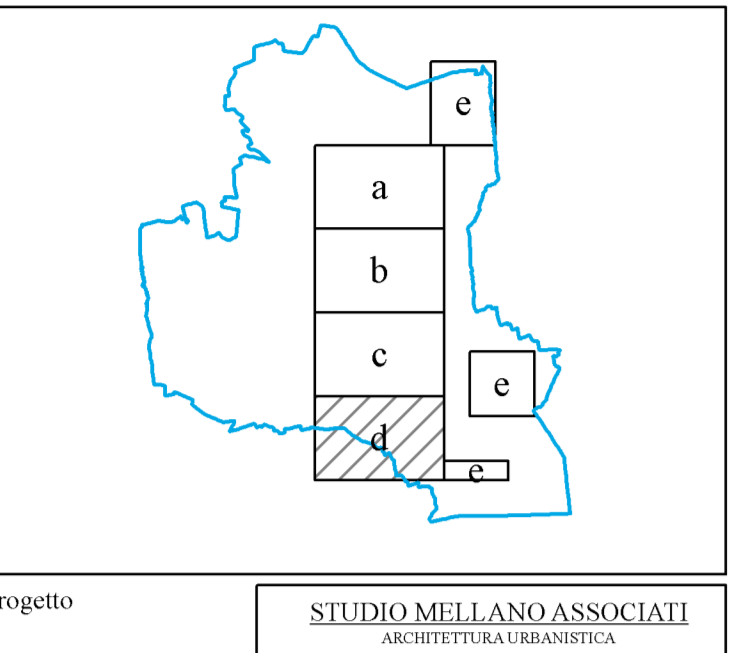 e
a
b
c
e
d
e
rogetto
STUDIO MELLANO ASSOCIATI
ARCHITETTURA URBANISTICA